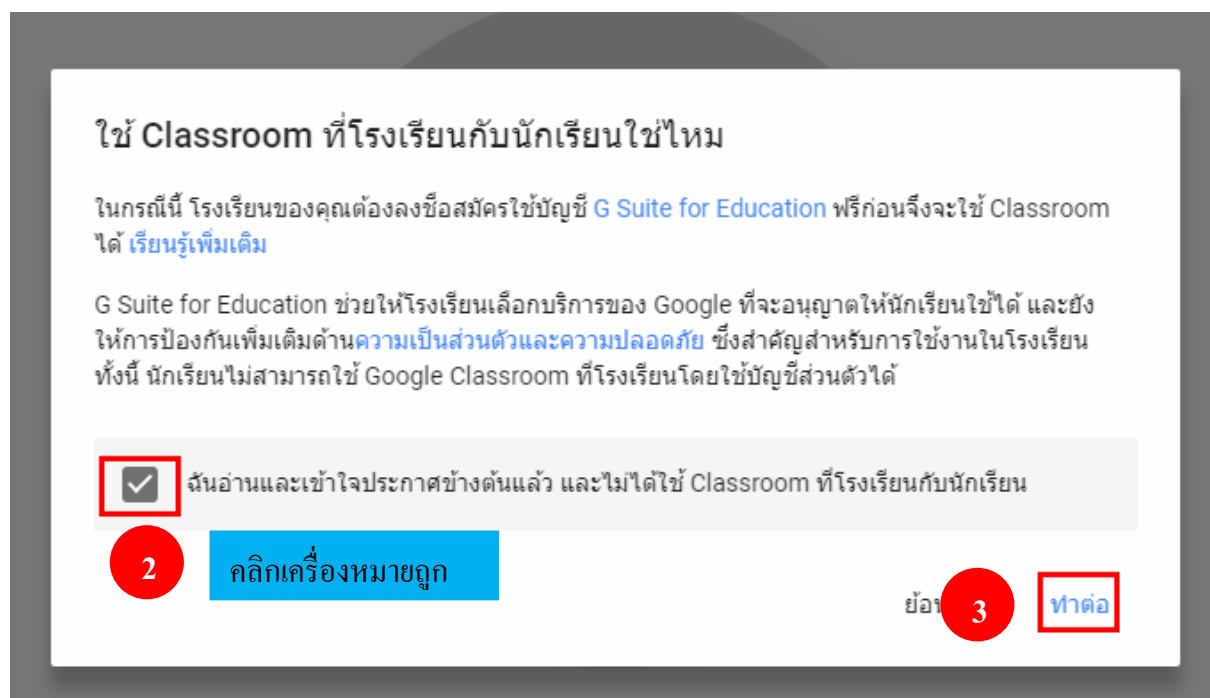 ใช้ Classroom ที่โรงเรียนกับนักเรียนใช่ไหม
ในกรณีนี้ โรงเรียนของคุณต้องลงชื่อสมัครใช้บัญชี G Suite for Education ฟรีก่อนจึงจะใช้ Classroom
ได้ เรียนรู้เพิ่มเติม
G Suite for Education ช่วยให้โรงเรียนเลือกบริการของ Google ที่จะอนุญาตให้นักเรียนใช้ได้ และยัง
ให้การป้องกันเพิ่มเติมด้านความเป็นส่วนตัวและความปลอดภัย ซึ่งสำคัญสำหรับการใช้งานในโรงเรียน
ทั้งนี้ นักเรียนไม่สามารถใช้ Google Classroom ที่โรงเรียนโดยใช้บัญชีส่วนตัวได้
ฉันอ่านและเข้าใจประกาศข้างต้นแล้ว และไม่ได้ใช้ Classroom ที่โรงเรียนกับนักเรียน
2 คลิกเครื่องหมายถูก
3 ทำต่อ